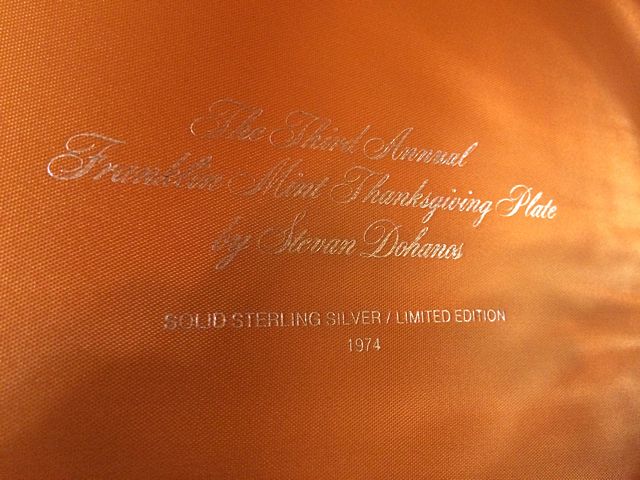 The Third Annual
Franklin Mint Thanksgiving Plate
by Stevan Dohanos
SOLID STERLING SILVER / LIMITED EDITION
1974